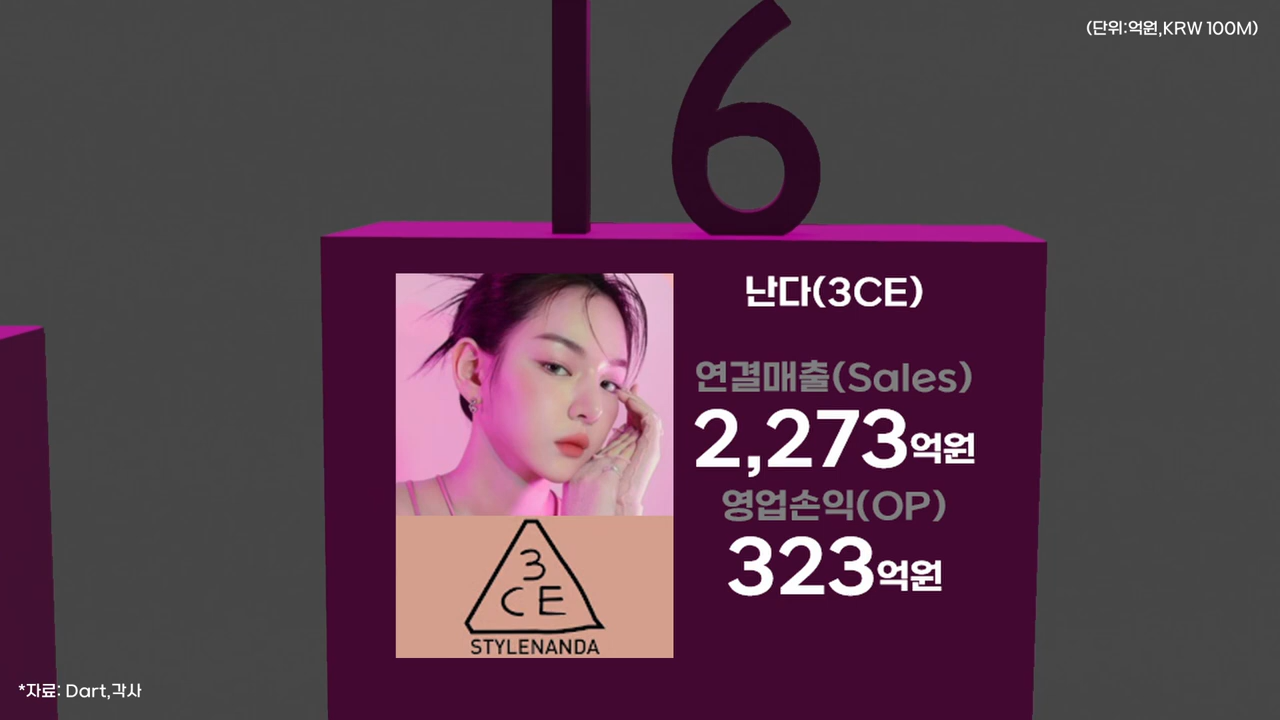 (단위:억원,KRW 100M)
16
난다(3CE)
연결매출(Sales)
2,273억원
영업손익(OP)
323억원
3
CE
STYLENANDA
*자료: Dart,각사